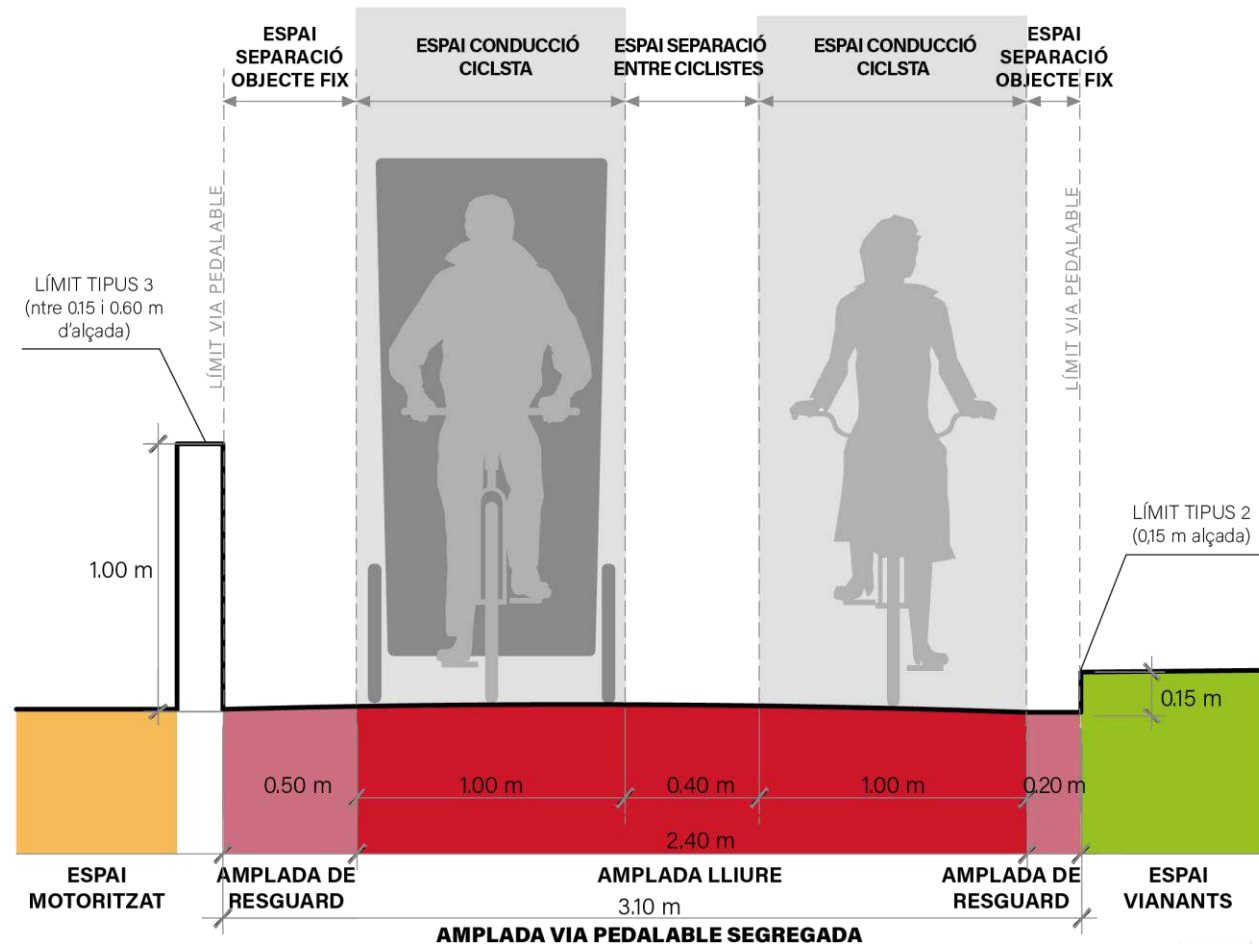 ESPAI
SEPARACIÓ
OBJECTE FIX
ESPAI CONDUCCIÓ
CICLSTA
ESPAI SEPARACIÓ
ENTRE CICLISTES
ESPAI CONDUCCIÓ
CICLSTA
ESPAI
SEPARACIÓ
OBJECTE FIX
LÍMIT VIA PEDALABLE
LÍMIT VIA PEDALABLE
LÍMIT TIPUS 3
(ntre 0.15 i 0.60 m
d'alçada)
LÍMIT TIPUS 2
(0,15 m alçada)
1.00 m
0.15 m
0.50 m
1.00 m
0.40 m
1.00 m
0.20 m
2.40 m
ESPAI
MOTORITZAT
AMPLADA DE
RESGUARD
AMPLADA LLIURE
AMPLADA DE
RESGUARD
ESPAI
VIANANTS
3.10 m
AMPLADA VIA PEDALABLE SEGREGADA